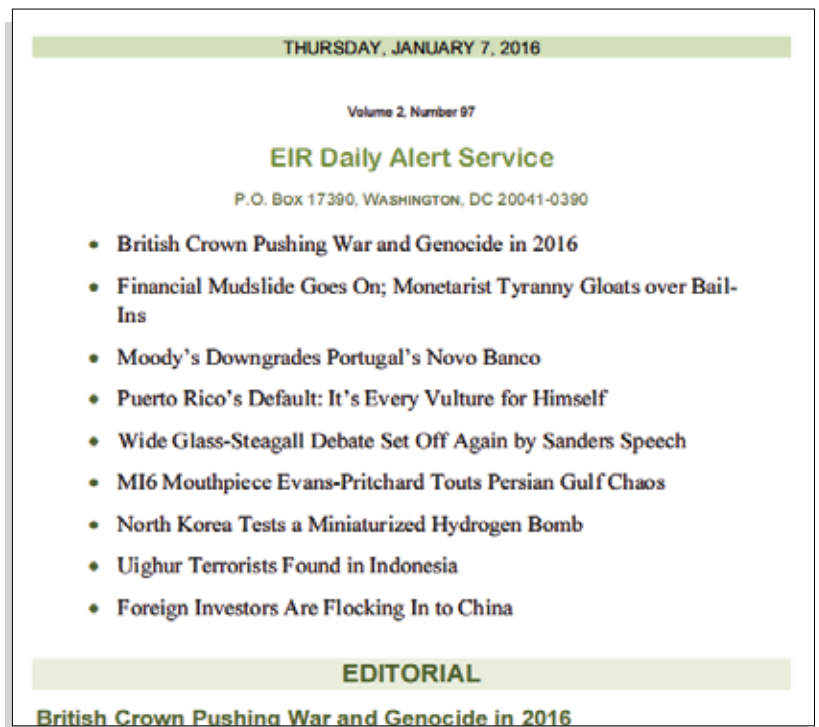 THURSDAY, JANUARY 7, 2016
Volume 2, Number 97
EIR Daily Alert Service
P.O. BOX 17390, WASHINGTON, DC 20041-0390
• British Crown Pushing War and Genocide in 2016
• Financial Mudslide Goes On; Monetarist Tyranny Gloats over Bail-
Ins
• Moody's Downgrades Portugal's Novo Banco
• Puerto Rico's Default: It's Every Vulture for Himself
• Wide Glass-Steagall Debate Set Off Again by Sanders Speech
• MI6 Mouthpiece Evans-Pritchard Touts Persian Gulf Chaos
• North Korea Tests a Miniaturized Hydrogen Bomb
• Uighur Terrorists Found in Indonesia
• Foreign Investors Are Flocking In to China
EDITORIAL
British Crown Pushing War and Genocide in 2016